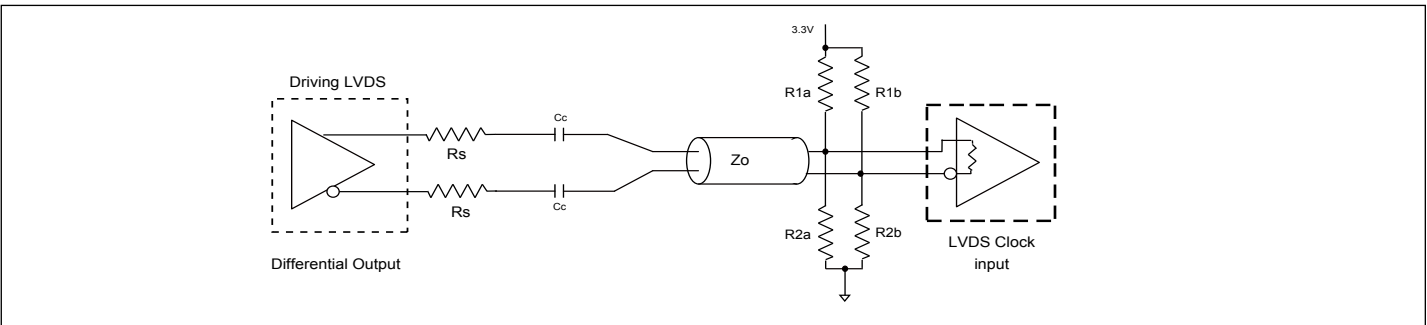 3.3V
Driving LVDS
R1a
R1b
Cc
Rs
Zo
Rs
Cc
R2a
R2b
LVDS Clock
input
Differential Output